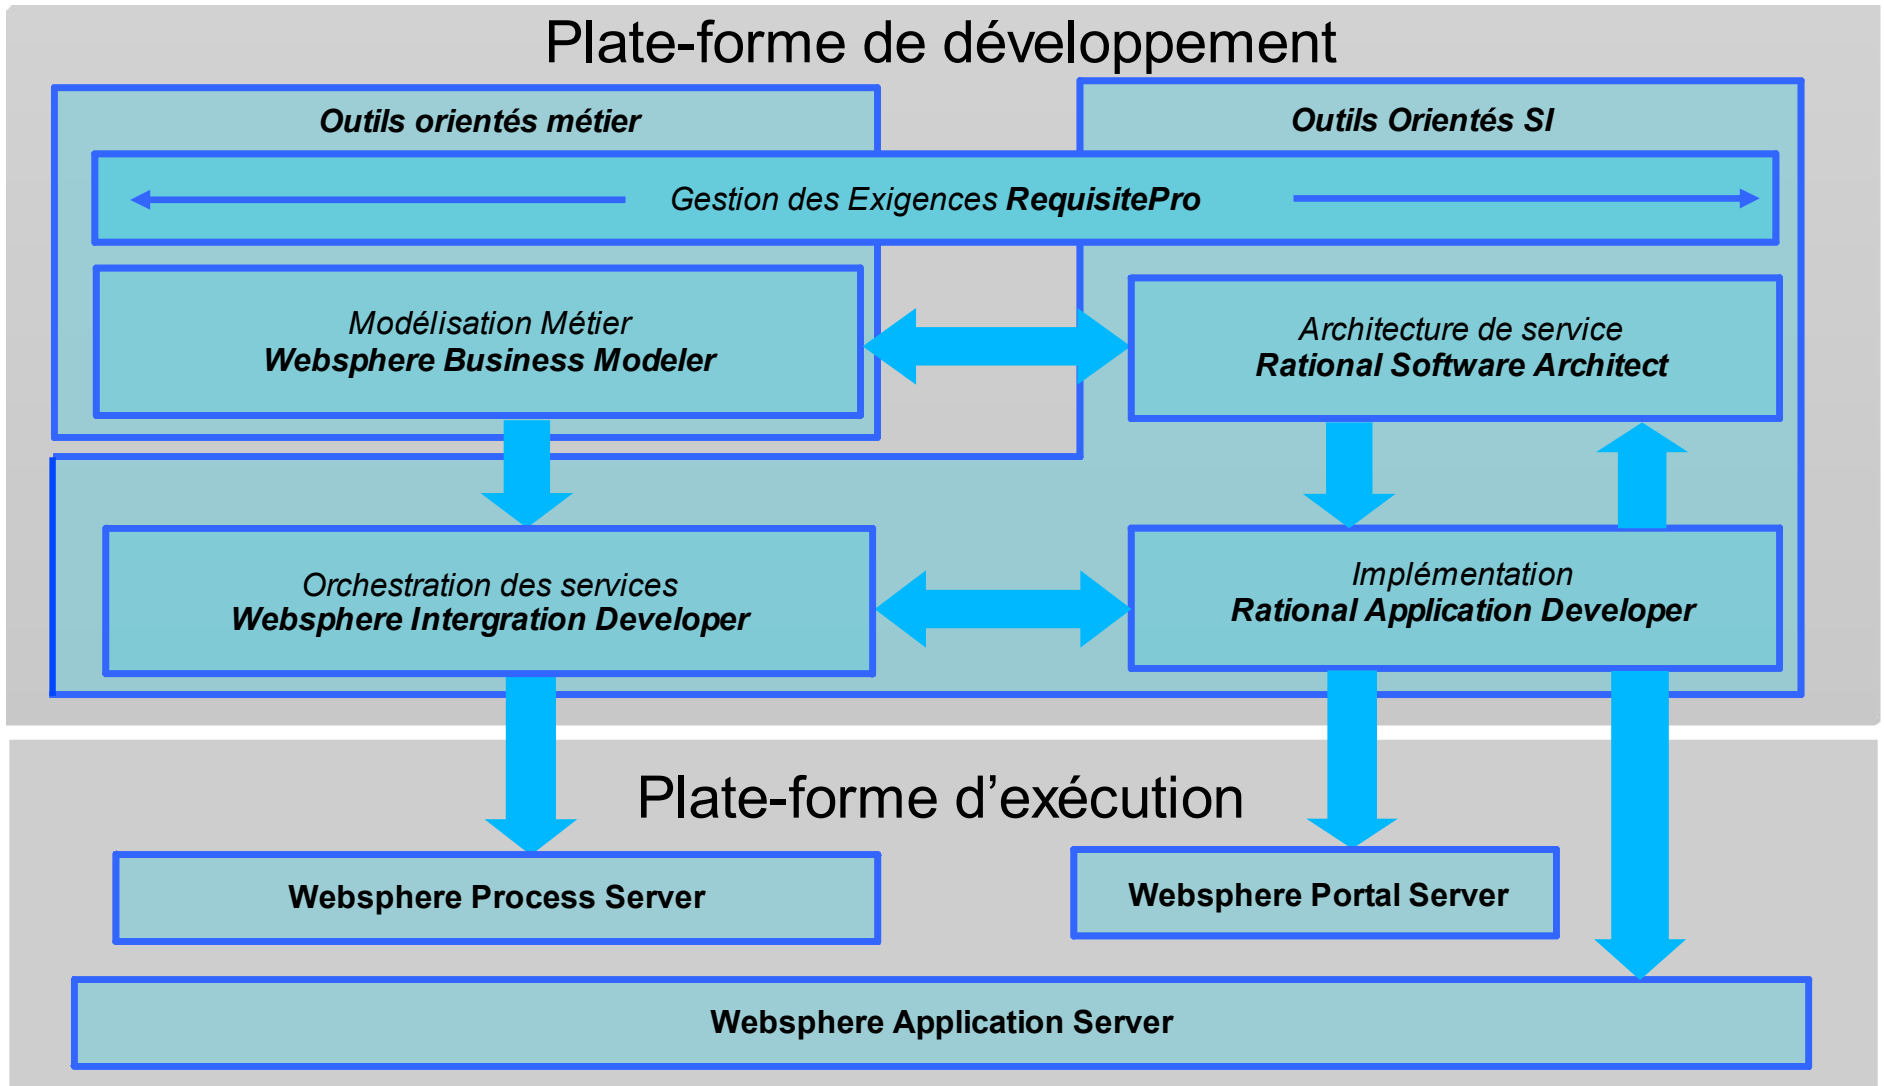 Plate-forme de développement
Outils orientés métier
Outils Orientés SI
Gestion des Exigences RequisitePro
Modélisation Métier
Websphere Business Modeler
Architecture de service
Rational Software Architect
Orchestration des services
Websphere Intergration Developer
Implémentation
Rational Application Developer
Plate-forme d’exécution
Websphere Process Server
Websphere Portal Server
Websphere Application Server